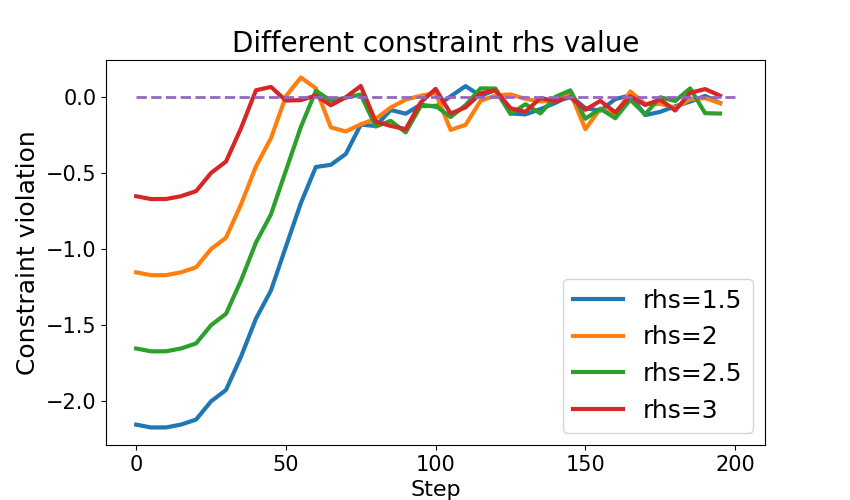 Different constraint rhs value
Constraint violation
0.0
−0.5
−1.0
−1.5
−2.0
rhs=1.5
rhs=2
rhs=2.5
rhs=3
0 50 100 150 200
Step